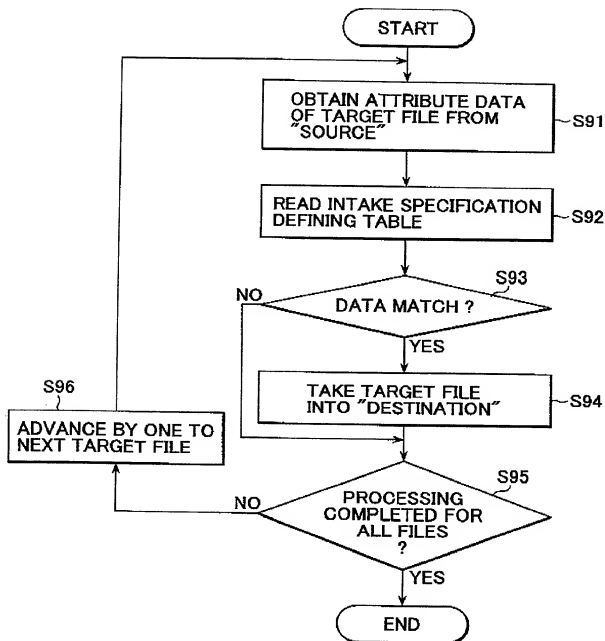 START
OBTAIN ATTRIBUTE DATA
OF TARGET FILE FROM
"SOURCE"
S91
READ INTAKE SPECIFICATION
DEFINING TABLE
S92
S93
NO
DATA MATCH ?
YES
S96
TAKE TARGET FILE
INTO "DESTINATION"
S94
ADVANCE BY ONE TO
NEXT TARGET FILE
S95
NO
PROCESSING
COMPLETED FOR
ALL FILES
?
YES
END